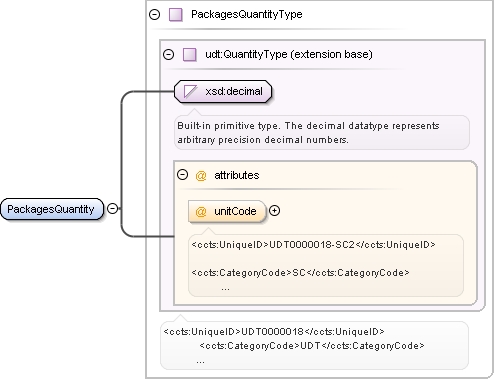 PackagesQuantityType
udt:QuantityType (extension base)
xsd:decimal
Built-in primitive type. The decimal datatype represents
arbitrary precision decimal numbers.
@ attributes
PackagesQuantity
@ unitCode
<ccts:UniqueID>UDT0000018-SC2</ccts:UniqueID>
<ccts:CategoryCode>SC</ccts:CategoryCode>
...
<ccts:UniqueID>UDT0000018</ccts:UniqueID>
<ccts:CategoryCode>UDT</ccts:CategoryCode>
...